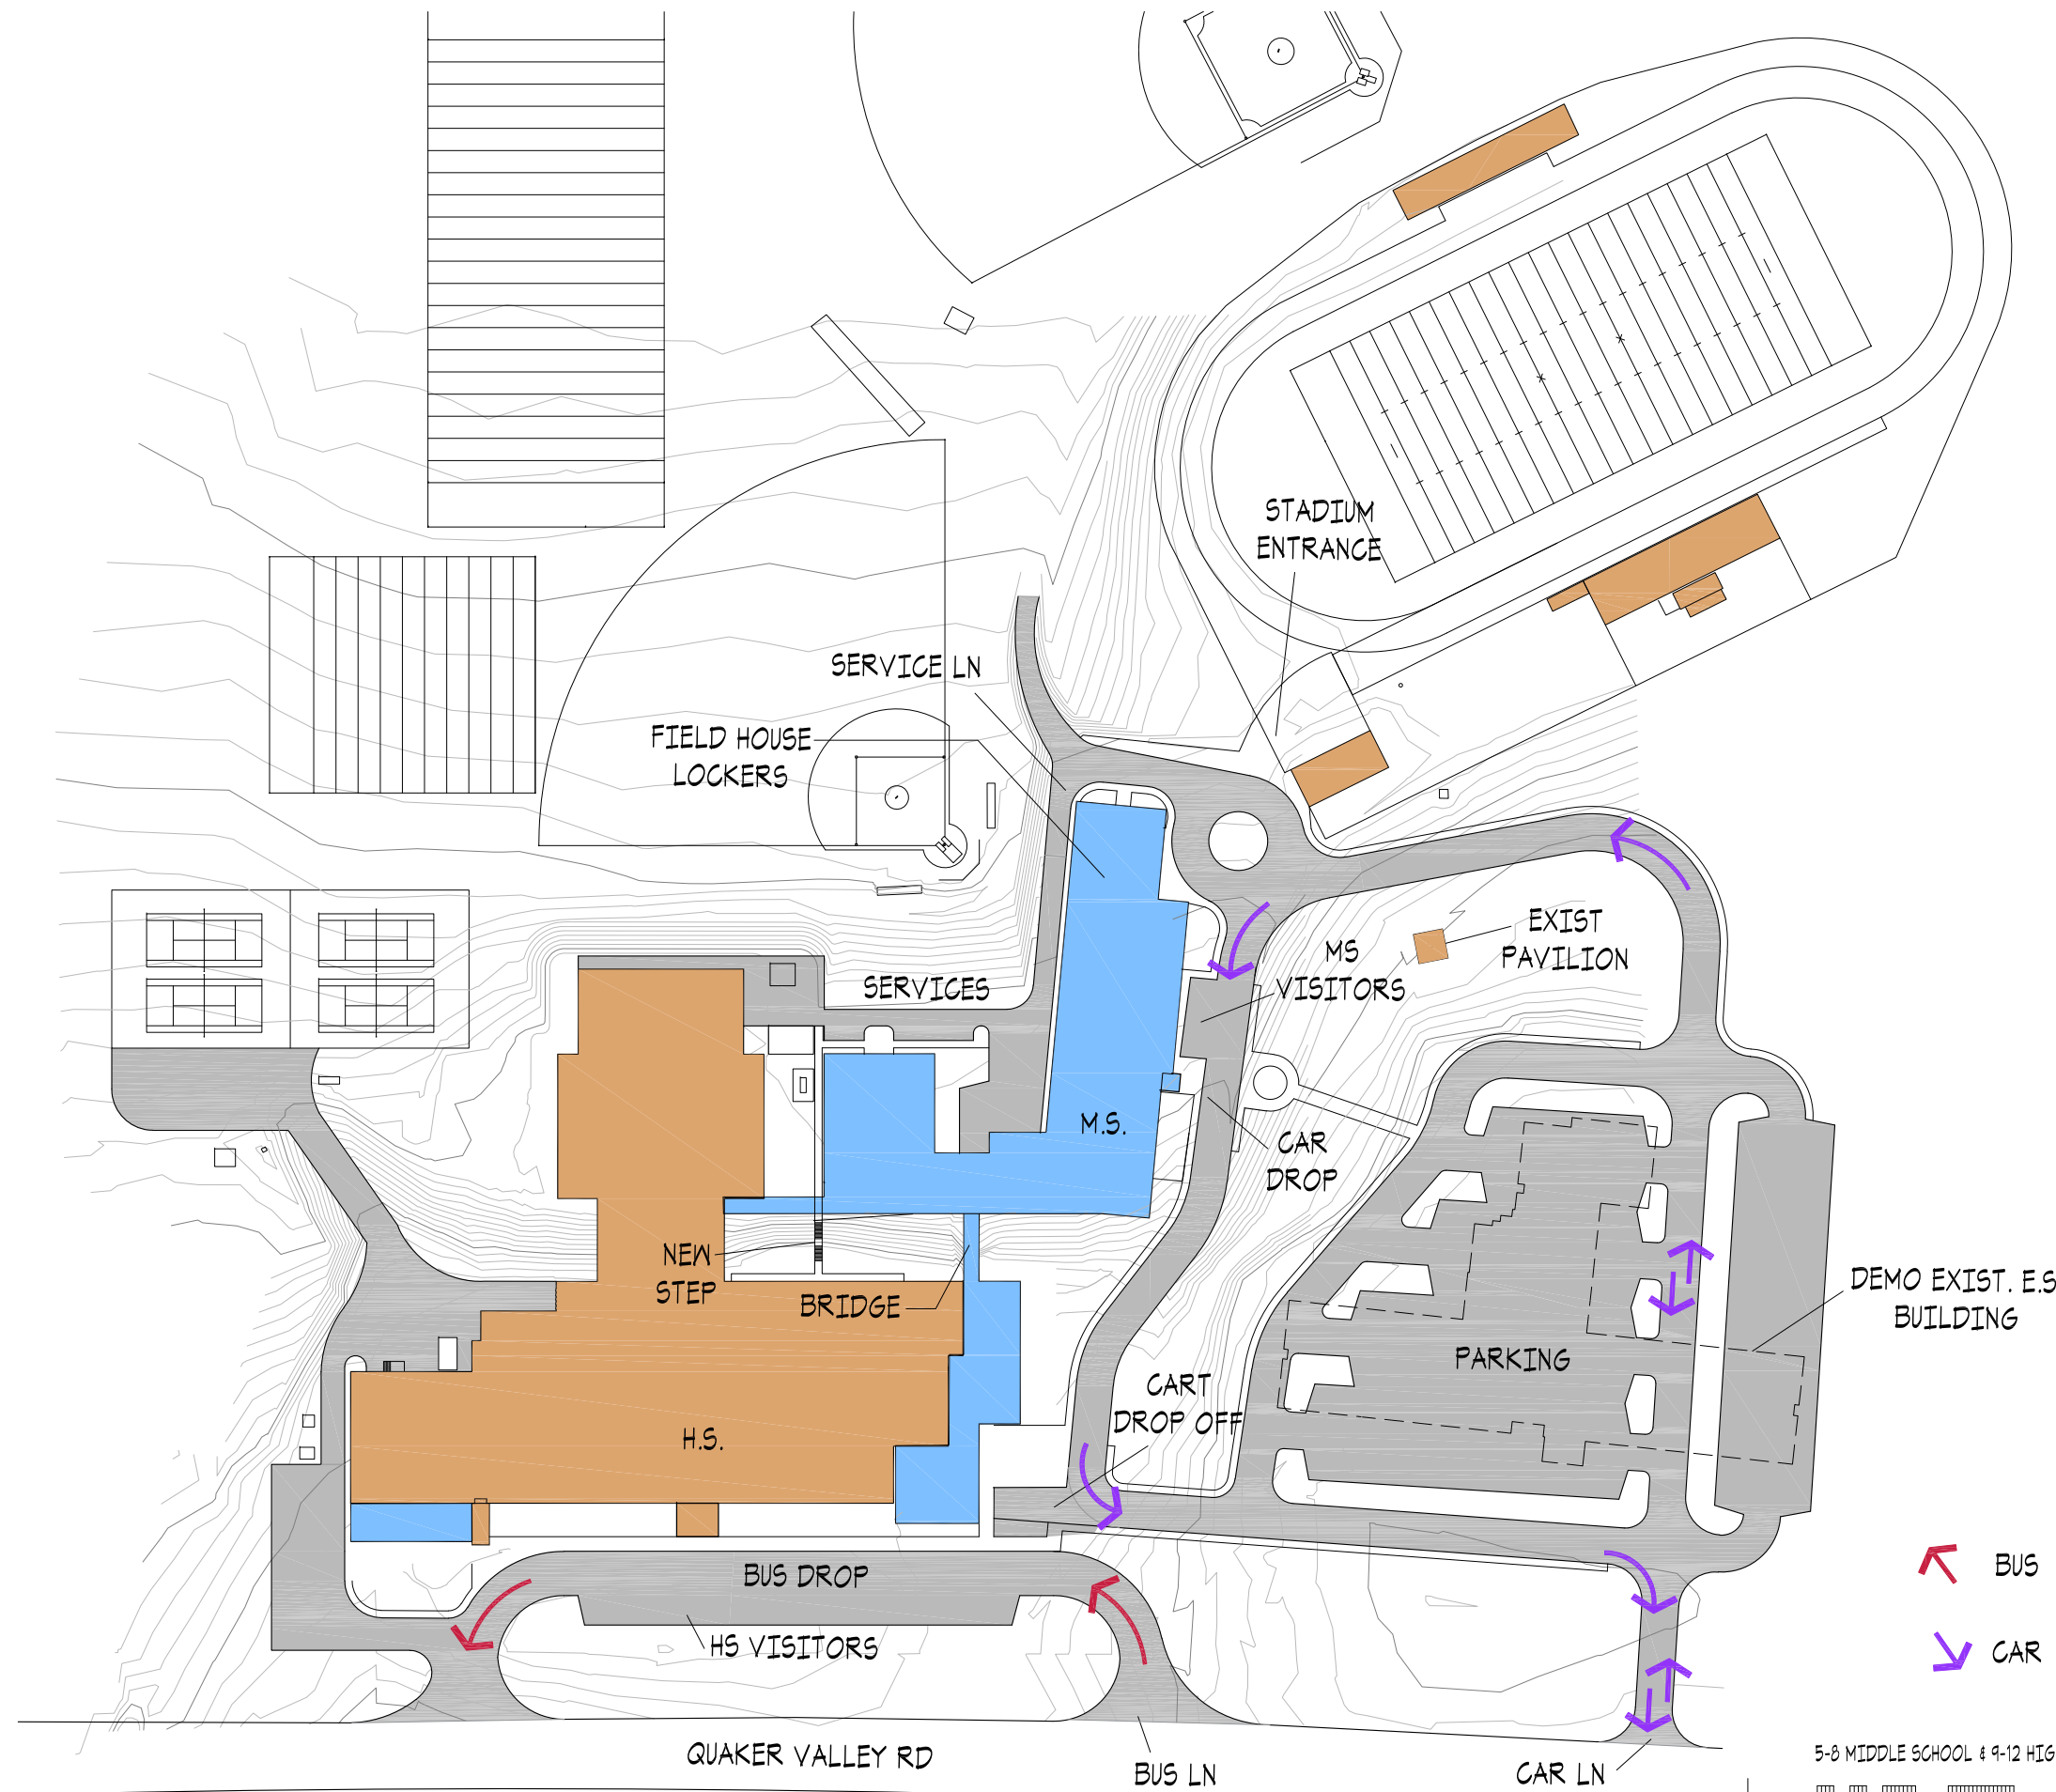 STADIUM
ENTRANCE
SERVICE LN
FIELD HOUSE
LOCKERS
EXIST
PAVILION
MS
VISITORS
SERVICES
M.S.
CAR
DROP
NEW
STEP
BRIDGE
DEMO EXIST. E.S
BUILDING
PARKING
CART
DROP OFF
H.S.
BUS DROP
BUS
HS VISITORS
CAR
QUAKER VALLEY RD
BUS LN
CAR LN
5-8 MIDDLE SCHOOL & 9-12 HIG